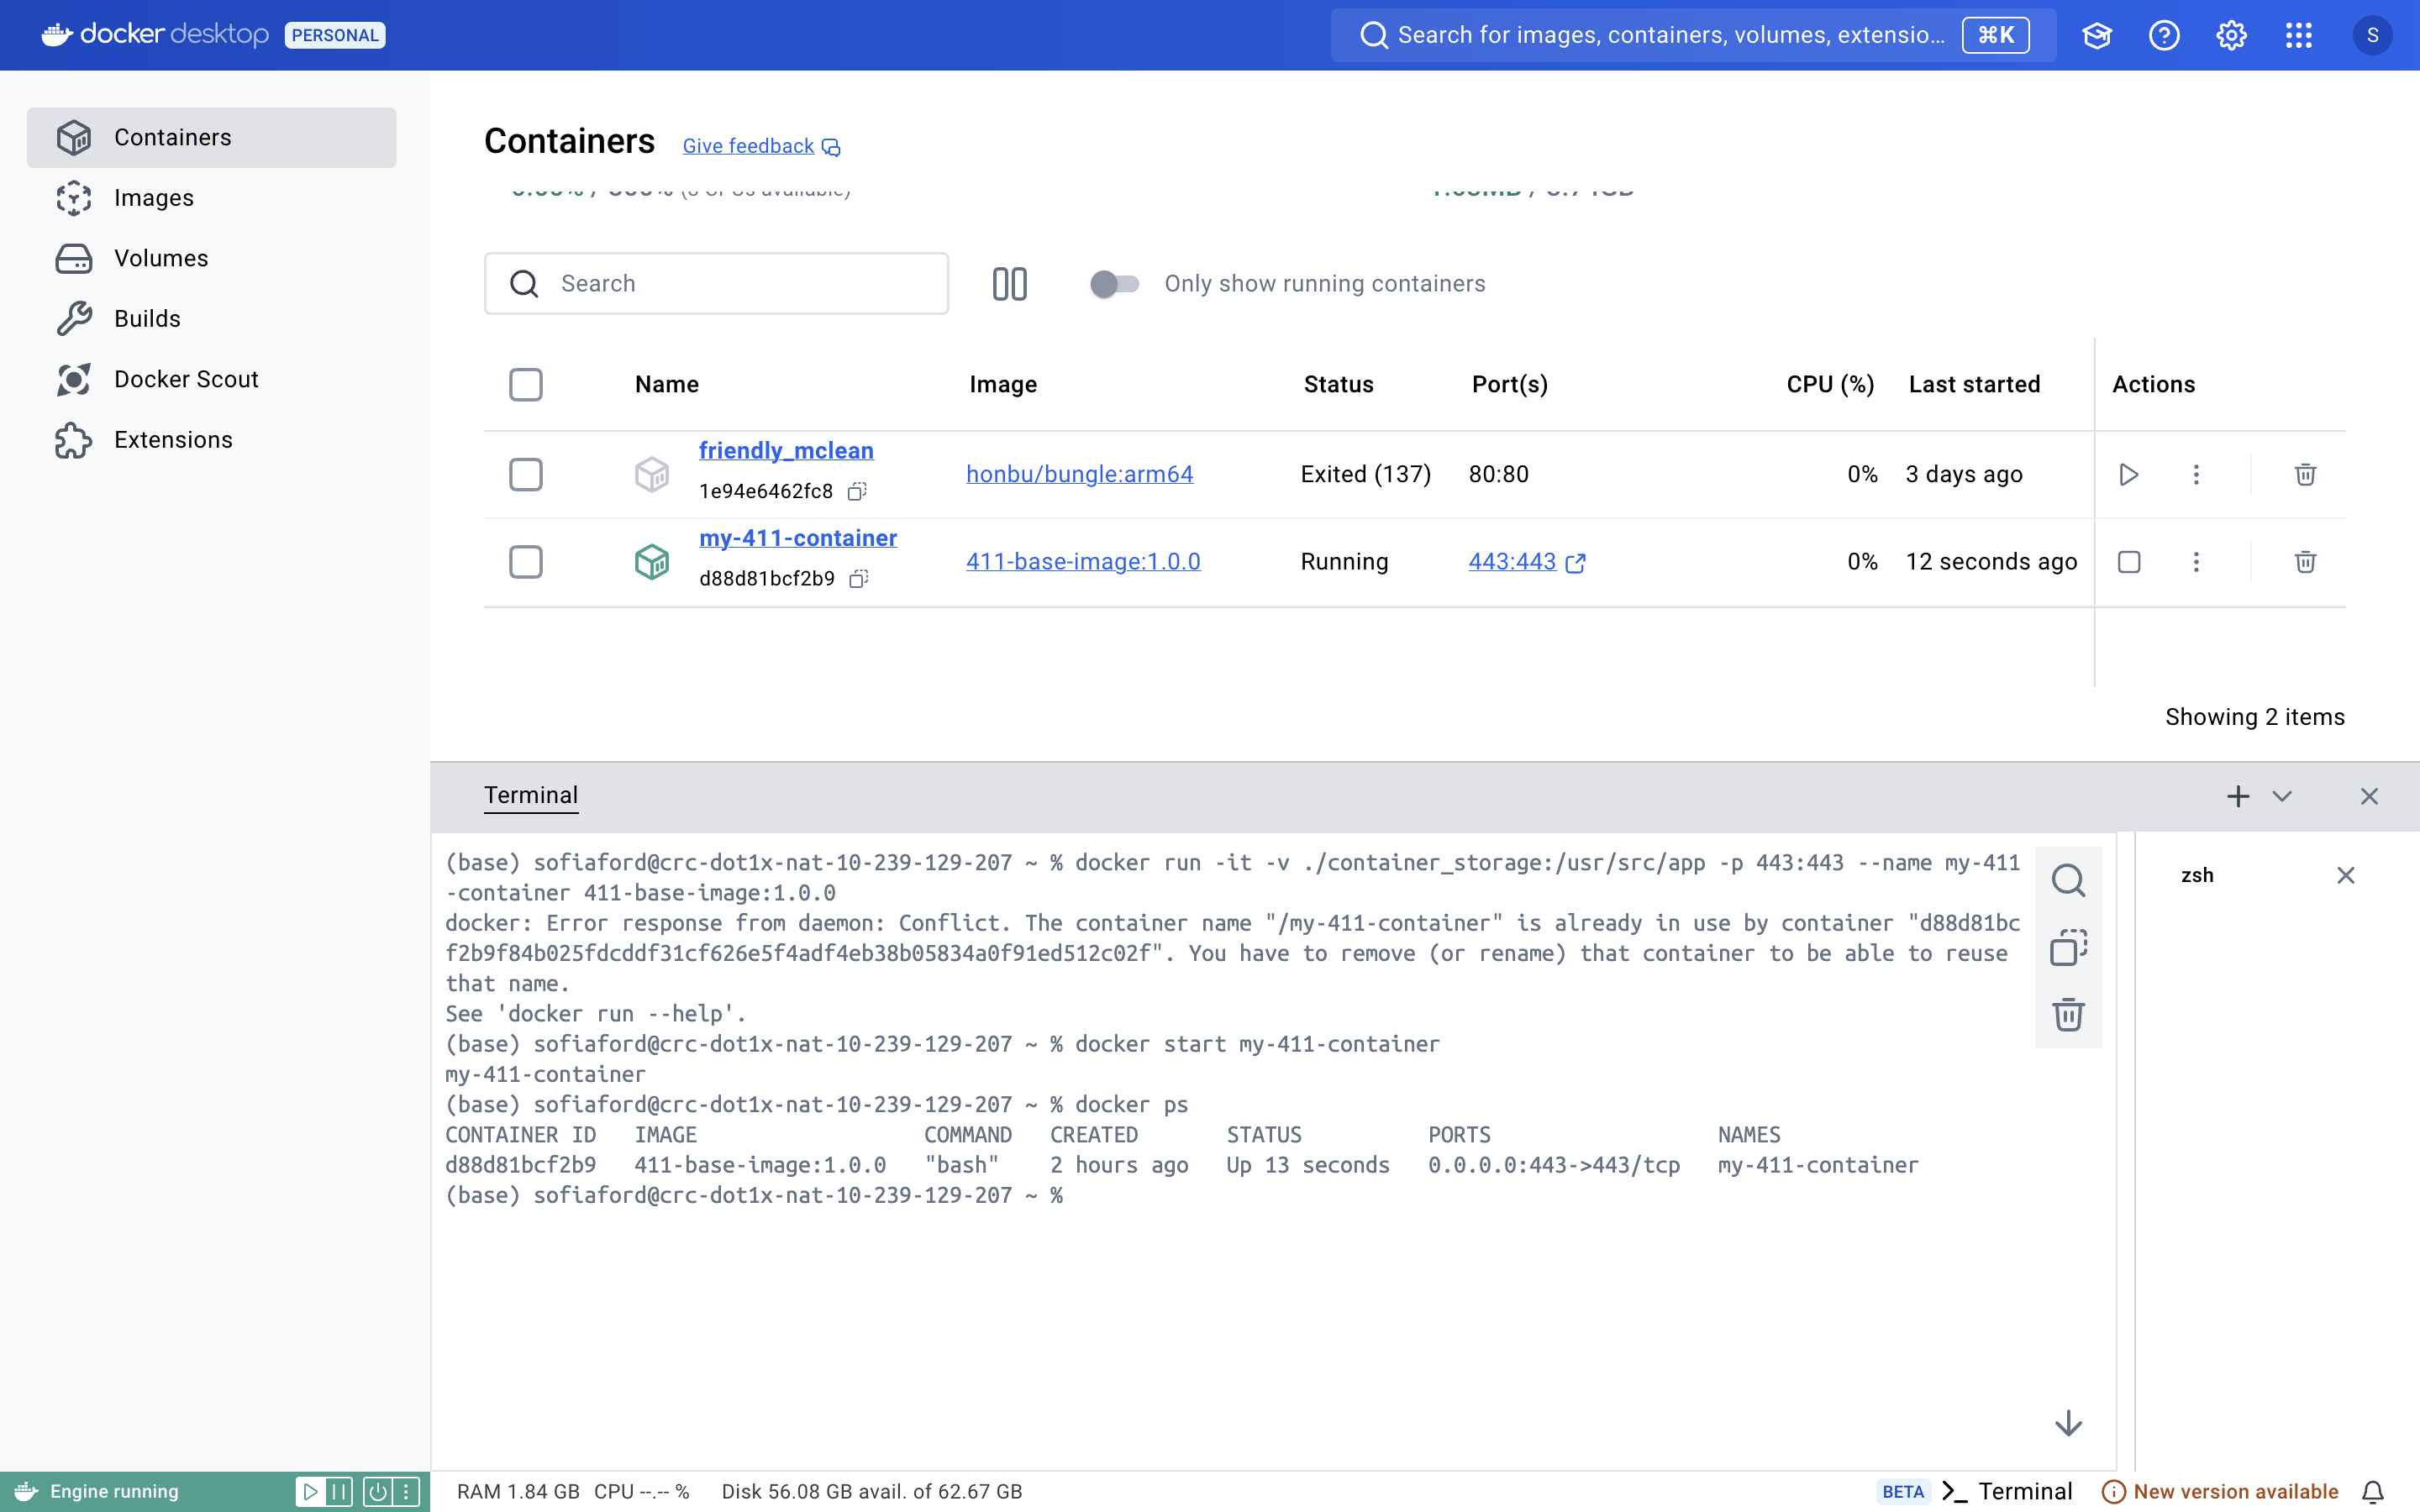 docker desktop PERSONAL
Search for images, containers, volumes, extensio... ⌘K
S
Containers
Images
Volumes
Builds
Docker Scout
Extensions
Containers Give feedback
Search
Only show running containers
Name Image Status Port(s) CPU (%) Last started Actions
friendly_mclean
1e94e6462fc8
honbu/bungle:arm64 Exited (137) 80:80 0% 3 days ago
my-411-container
d88d81bcf2b9
411-base-image:1.0.0 Running 443:443 0% 12 seconds ago
Showing 2 items
Terminal
(base) sofiaford@crc-dot1x-nat-10-239-129-207 ~ % docker run -it -v ./container_storage:/usr/src/app -p 443:443 --name my-411
-container 411-base-image:1.0.0
docker: Error response from daemon: Conflict. The container name "/my-411-container" is already in use by container "d88d81bc
f2b9f84b025fdcddf31cf626e5f4adf4eb38b05834a0f91ed512c02f". You have to remove (or rename) that container to be able to reuse
that name.
See 'docker run --help'.
(base) sofiaford@crc-dot1x-nat-10-239-129-207 ~ % docker start my-411-container
my-411-container
(base) sofiaford@crc-dot1x-nat-10-239-129-207 ~ % docker ps
CONTAINER ID IMAGE COMMAND CREATED STATUS PORTS NAMES
d88d81bcf2b9 411-base-image:1.0.0 "bash" 2 hours ago Up 13 seconds 0.0.0.0:443->443/tcp my-411-container
(base) sofiaford@crc-dot1x-nat-10-239-129-207 ~ %
zsh
Engine running
RAM 1.84 GB CPU --.-- % Disk 56.08 GB avail. of 62.67 GB
BETA Terminal
New version available